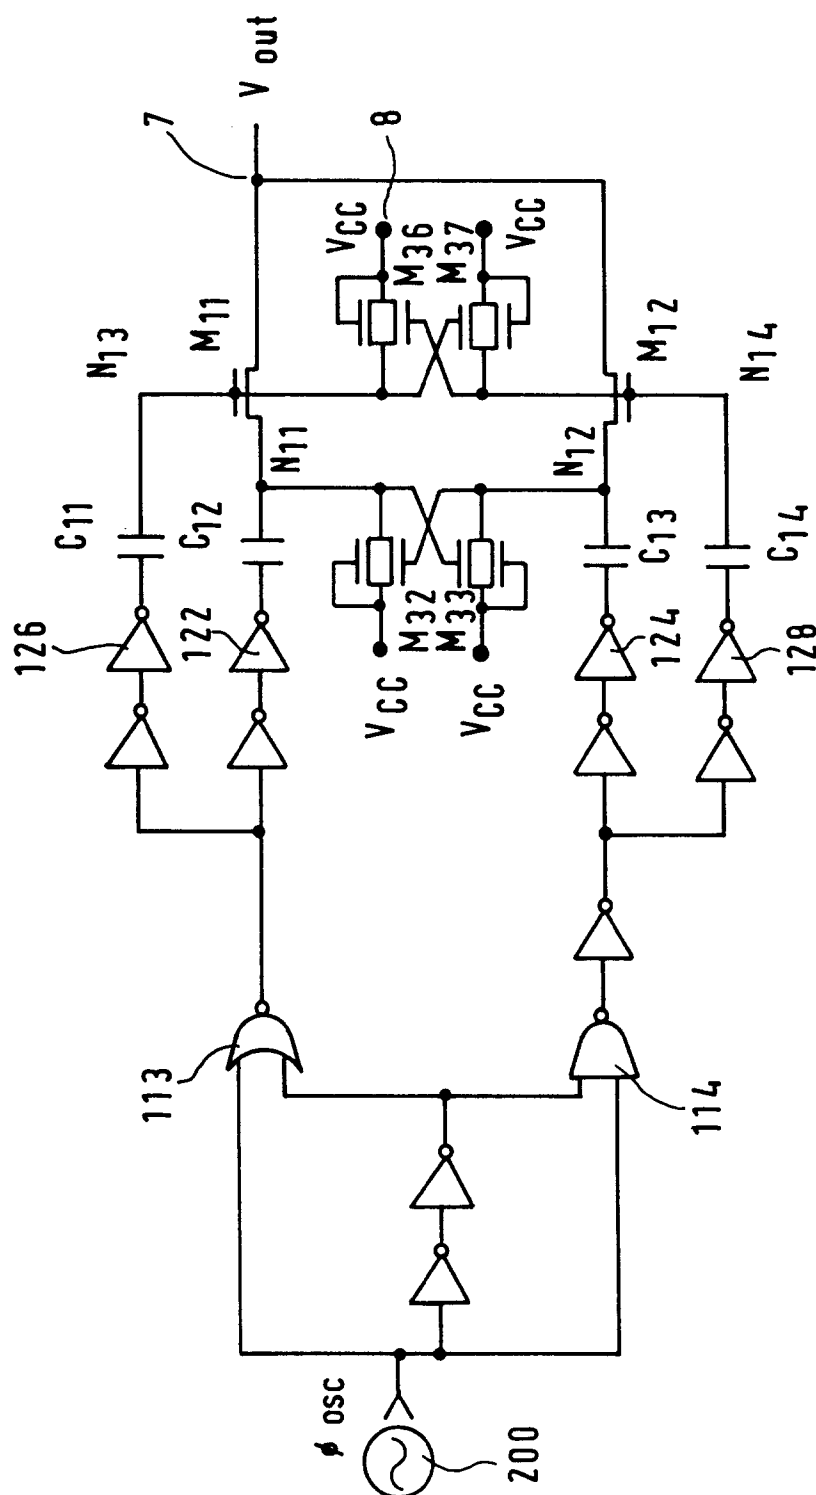 φ OSC
200
113
114
126
122
124
128
C11
C12
C13
C14
N13
N11
N12
N14
M11
M12
VCC
M32
M33
VCC
VCC
M36
M37
VCC
7
8
V out